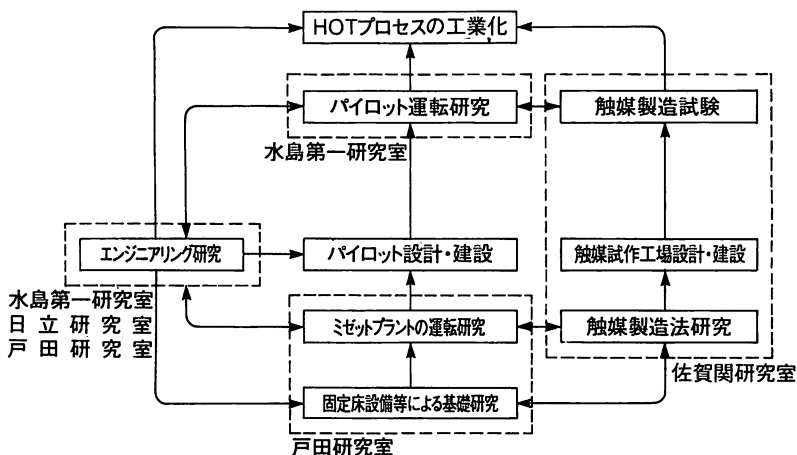 HOTプロセスの工業化
パイロット運転研究
触媒製造試験
水島第一研究室
エンジニアリング研究
パイロット設計・建設
触媒試作工場設計・建設
水島第一研究室
日立研究室
戸田研究室
ミゼットプラントの運転研究
触媒製造法研究
佐賀関研究室
固定床設備等による基礎研究
戸田研究室